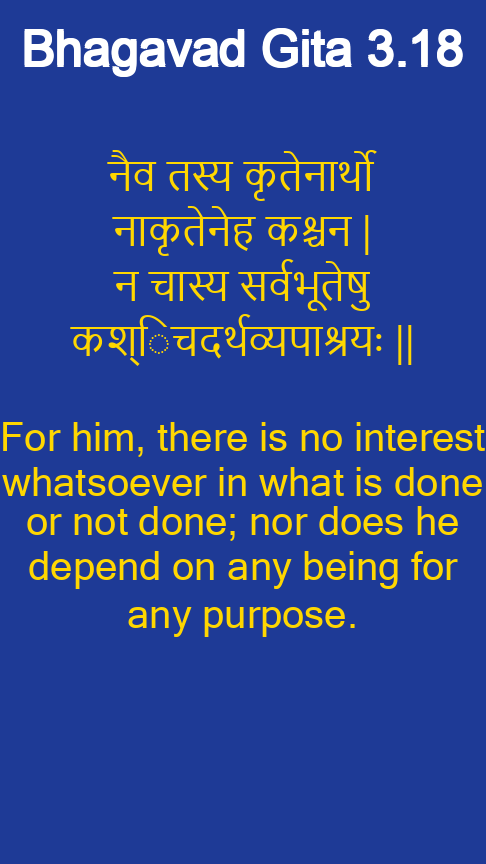 Bhagavad Gita 3.18
नैव तस्य कृतेनार्थो
नाकृतेनेह कश्चन |
न चास्य सर्वभूतेषु
कश्िचदर्थव्यपाश्रयः ||
For him, there is no interest
whatsoever in what is done
or not done; nor does he
depend on any being for
any purpose.